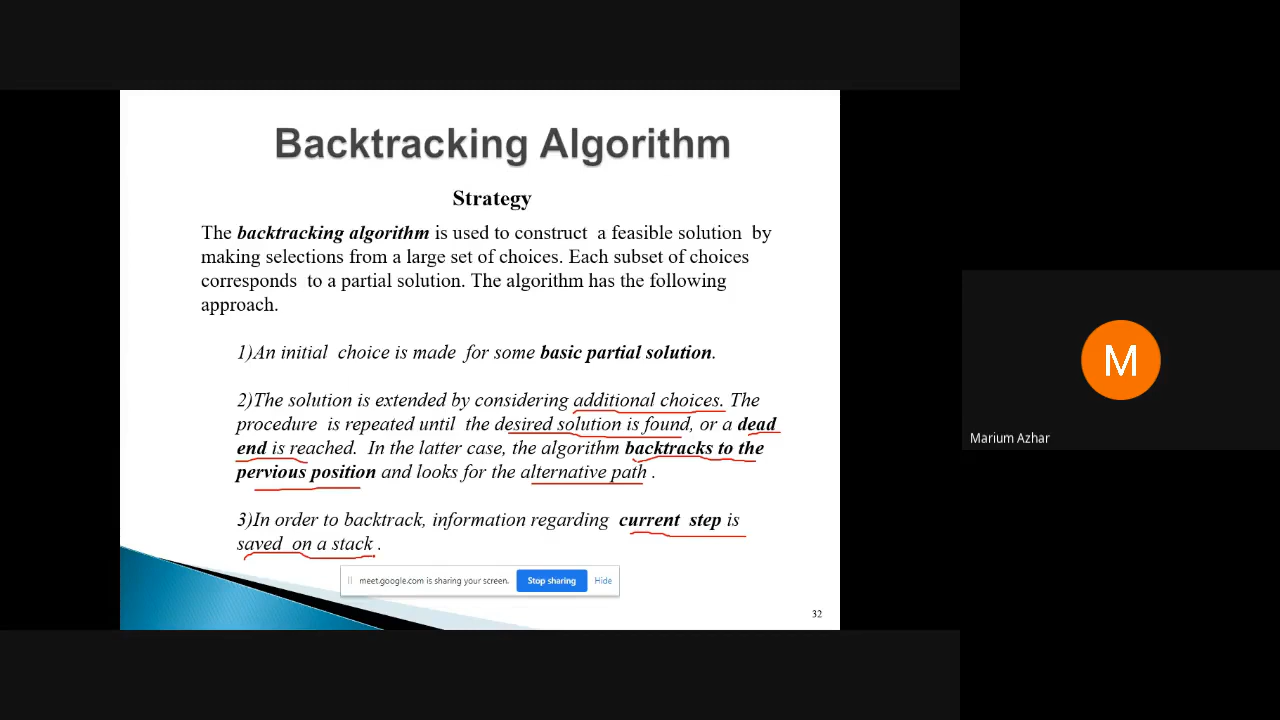 Backtracking Algorithm
Strategy
The backtracking algorithm is used to construct a feasible solution by
making selections from a large set of choices. Each subset of choices
corresponds to a partial solution. The algorithm has the following
approach.
1)An initial choice is made for some basic partial solution.
2)The solution is extended by considering additional choices. The
procedure is repeated until the desired solution is found, or a dead
end is reached. In the latter case, the algorithm backtracks to the
pervious position and looks for the alternative path .
3)In order to backtrack, information regarding current step is
saved on a stack .
meet.google.com is sharing your screen.
Stop sharing
Hide
32
M
Marium Azhar